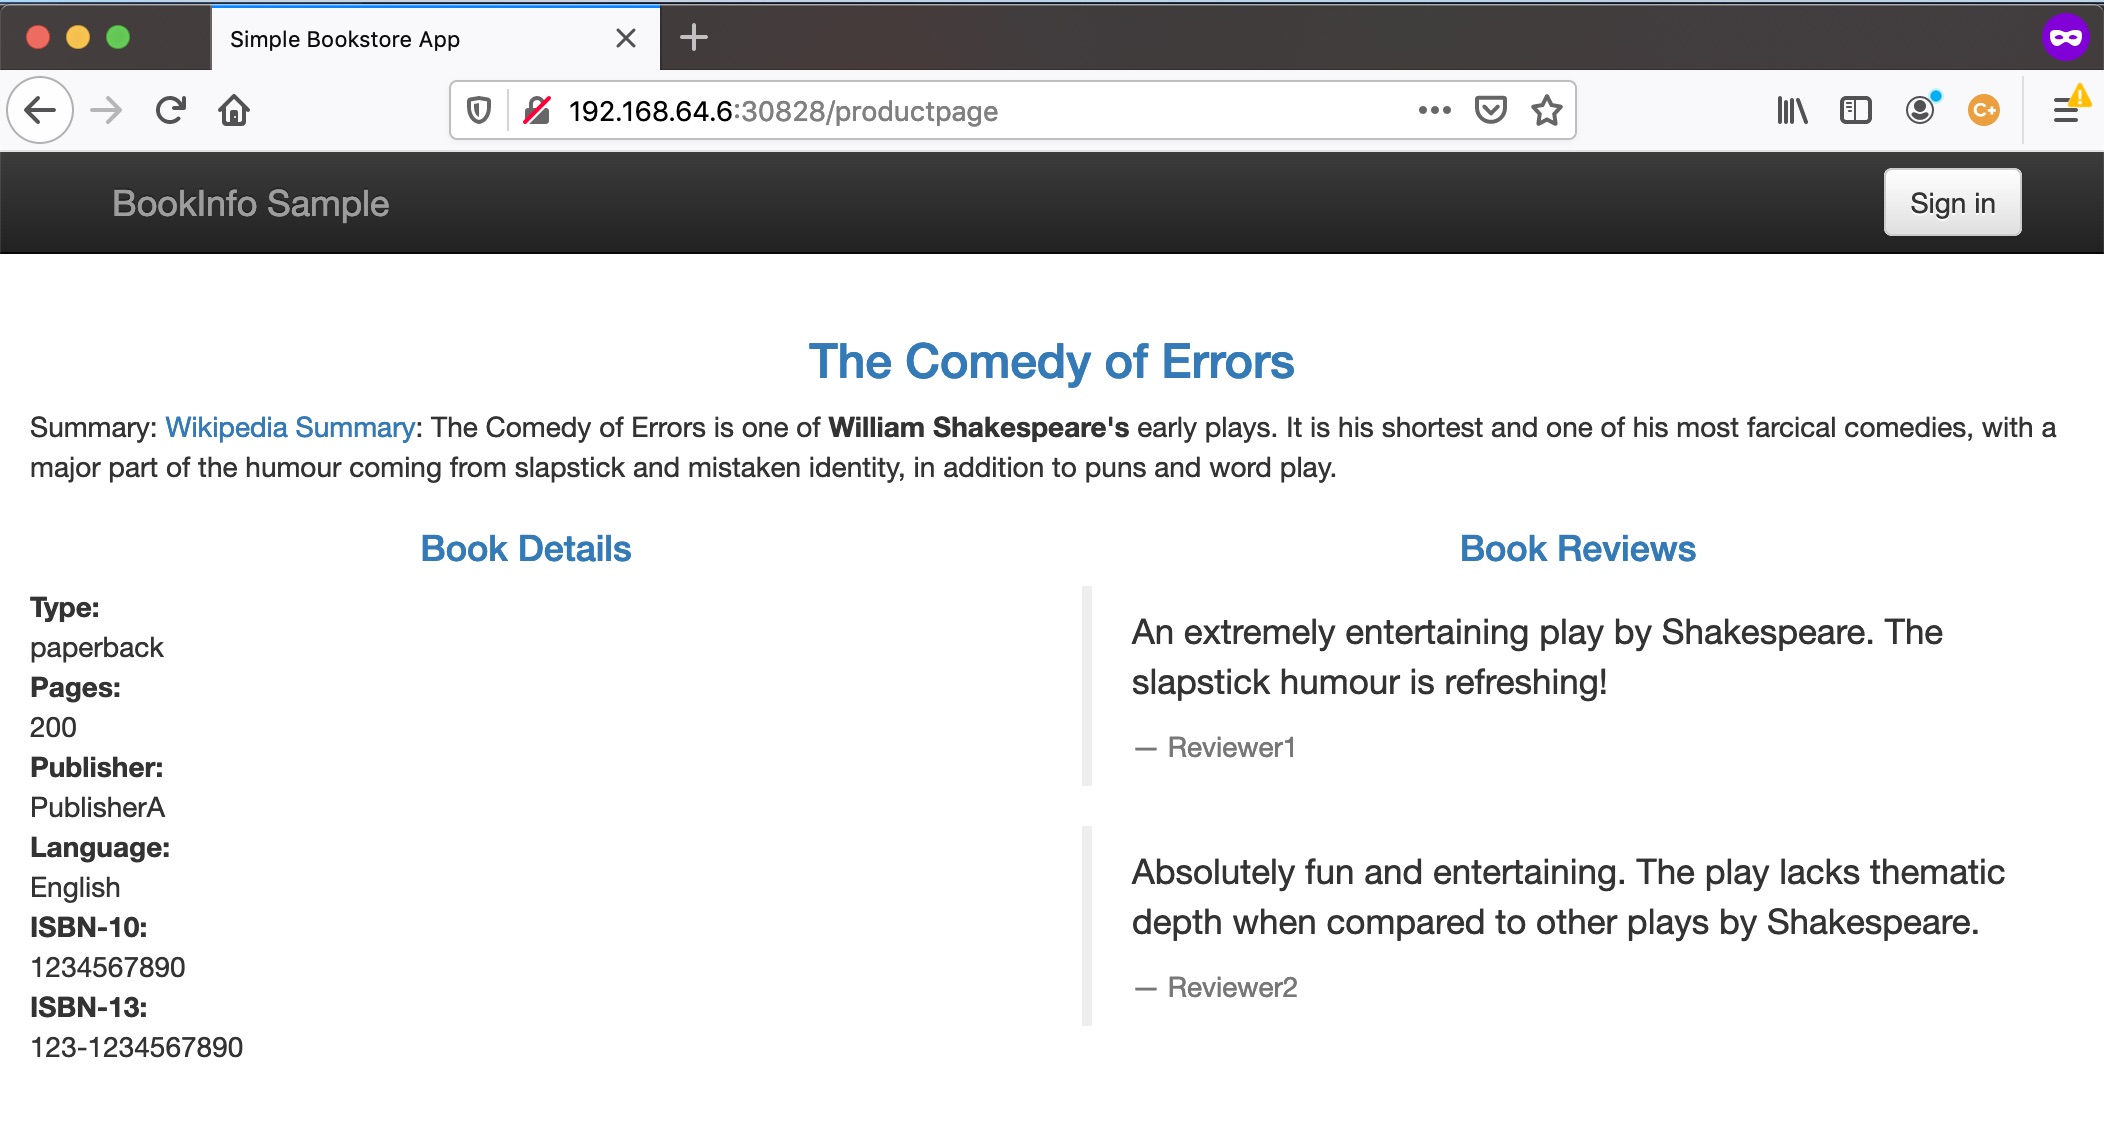 Simple Bookstore App
192.168.64.6:30828/productpage
C+
BookInfo Sample
Sign in
The Comedy of Errors
Summary: Wikipedia Summary: The Comedy of Errors is one of William Shakespeare's early plays. It is his shortest and one of his most farcical comedies, with a
major part of the humour coming from slapstick and mistaken identity, in addition to puns and word play.
Book Details
Type:
paperback
Pages:
200
Publisher:
PublisherA
Language:
English
ISBN-10:
1234567890
ISBN-13:
123-1234567890
Book Reviews
An extremely entertaining play by Shakespeare. The
slapstick humour is refreshing!
— Reviewer1
Absolutely fun and entertaining. The play lacks thematic
depth when compared to other plays by Shakespeare.
— Reviewer2